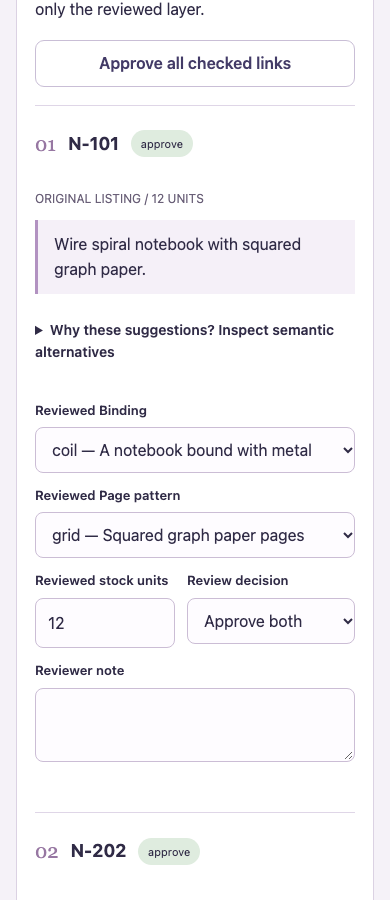 only the reviewed layer.
Approve all checked links
01 N-101 approve
ORIGINAL LISTING / 12 UNITS
Wire spiral notebook with squared
graph paper.
▶ Why these suggestions? Inspect semantic
alternatives
Reviewed Binding
coil — A notebook bound with metal
Reviewed Page pattern
grid — Squared graph paper pages
Reviewed stock units Review decision
12 Approve both
Reviewer note
02 N-202 approve